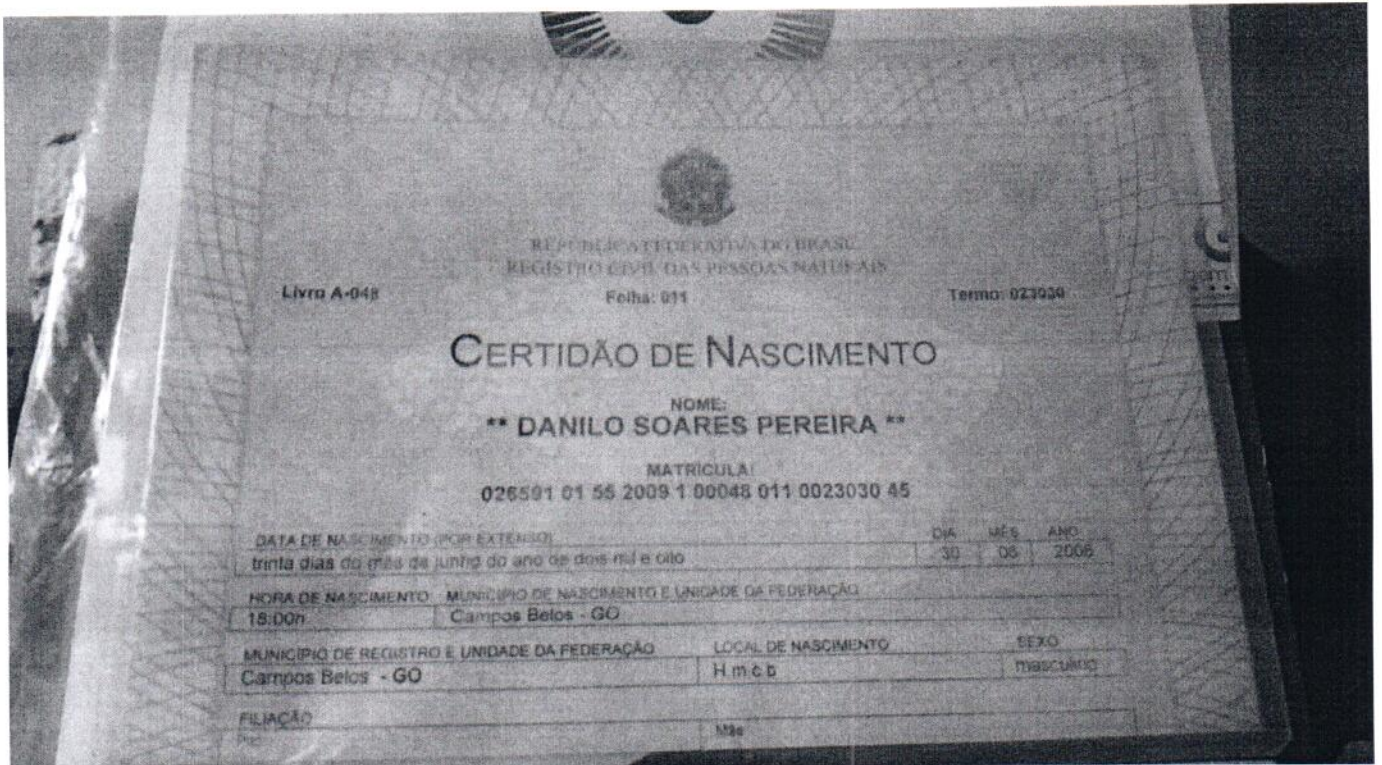 REPÚBLICA FEDERATIVA DO BRASIL
REGISTRO CIVIL DAS PESSOAS NATURAIS
Livro A-048 Folha: 011 Termo: 023030
CERTIDÃO DE NASCIMENTO
NOME:
** DANILO SOARES PEREIRA **
MATRICULA:
026591 01 55 2009 1 00048 011 0023030 45
DATA DE NASCIMENTO (POR EXTENSO) DIA MÊS ANO
trinta dias do mês de junho do ano de dois mil e oito 30 06 2008
HORA DE NASCIMENTO MUNICÍPIO DE NASCIMENTO E UNIDADE DA FEDERAÇÃO
18:00h Campos Belos - GO
MUNICÍPIO DE REGISTRO E UNIDADE DA FEDERAÇÃO LOCAL DE NASCIMENTO SEXO
Campos Belos - GO H m c b masculino
FILIAÇÃO
Mãe